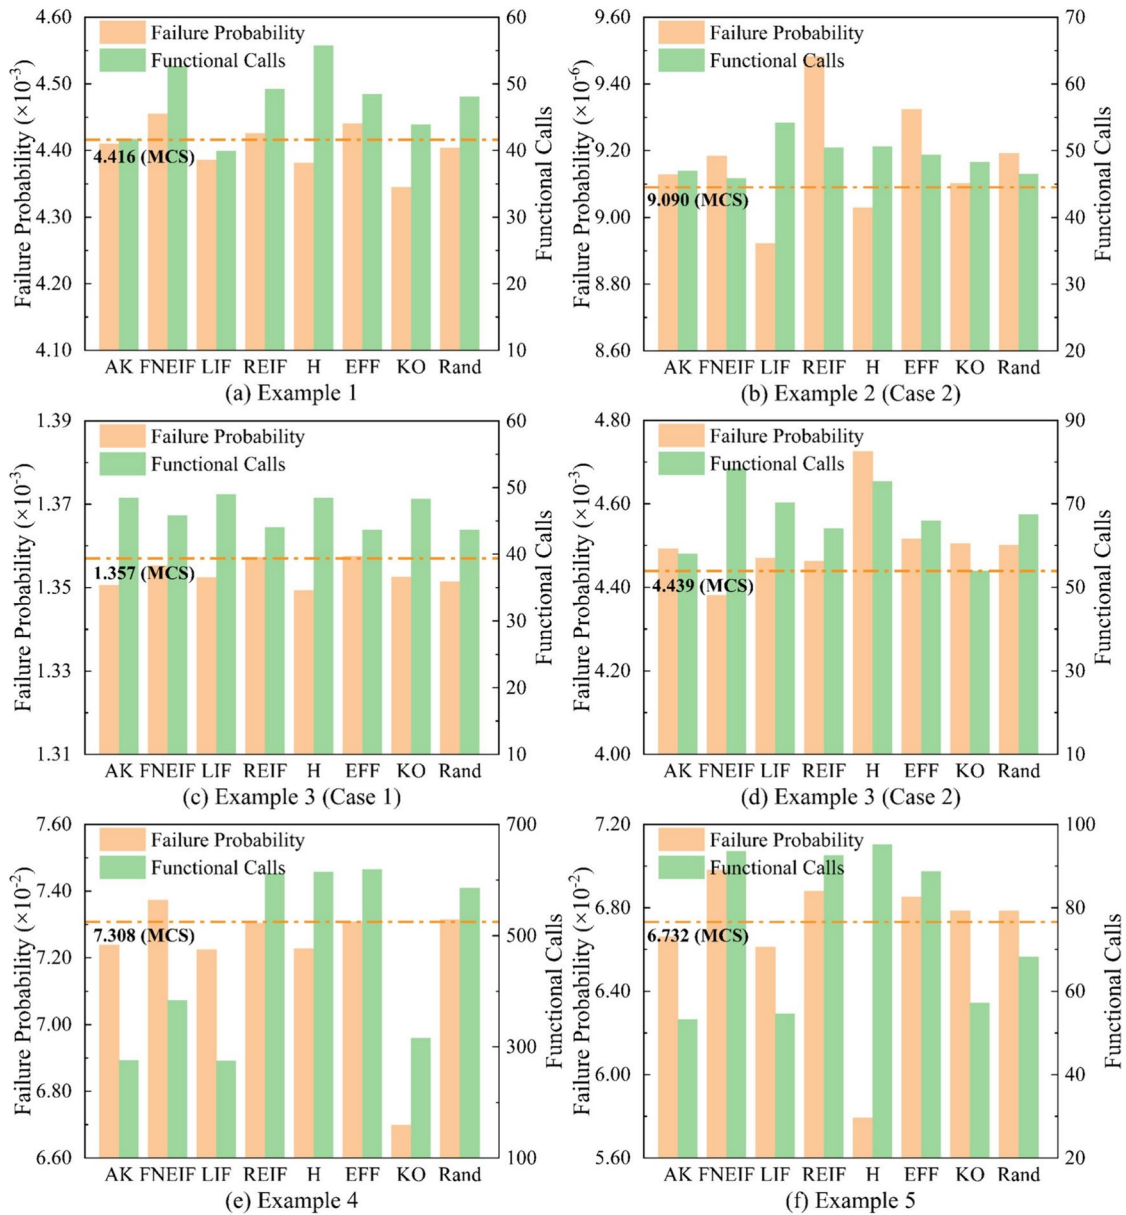 4.60
4.50
4.40
4.30
4.20
4.10
Failure Probability (×10⁻³)
Failure Probability
Functional Calls
4.416 (MCS)
60
50
40
30
20
10
Functional Calls
AK FNEIF LIF REIF H EFF KO Rand
(a) Example 1
9.60
9.40
9.20
9.00
8.80
8.60
Failure Probability (×10⁻⁶)
Failure Probability
Functional Calls
9.090 (MCS)
70
60
50
40
30
20
Functional Calls
AK FNEIF LIF REIF H EFF KO Rand
(b) Example 2 (Case 2)
1.39
1.37
1.35
1.33
1.31
Failure Probability (×10⁻³)
Failure Probability
Functional Calls
1.357 (MCS)
60
50
40
30
20
10
Functional Calls
AK FNEIF LIF REIF H EFF KO Rand
(c) Example 3 (Case 1)
4.80
4.60
4.40
4.20
4.00
Failure Probability (×10⁻³)
Failure Probability
Functional Calls
4.439 (MCS)
90
70
50
30
10
Functional Calls
AK FNEIF LIF REIF H EFF KO Rand
(d) Example 3 (Case 2)
7.60
7.40
7.20
7.00
6.80
6.60
Failure Probability (×10⁻²)
Failure Probability
Functional Calls
7.308 (MCS)
700
500
300
100
Functional Calls
AK FNEIF LIF REIF H EFF KO Rand
(e) Example 4
7.20
6.80
6.40
6.00
5.60
Failure Probability (×10⁻²)
Failure Probability
Functional Calls
6.732 (MCS)
100
80
60
40
20
Functional Calls
AK FNEIF LIF REIF H EFF KO Rand
(f) Example 5